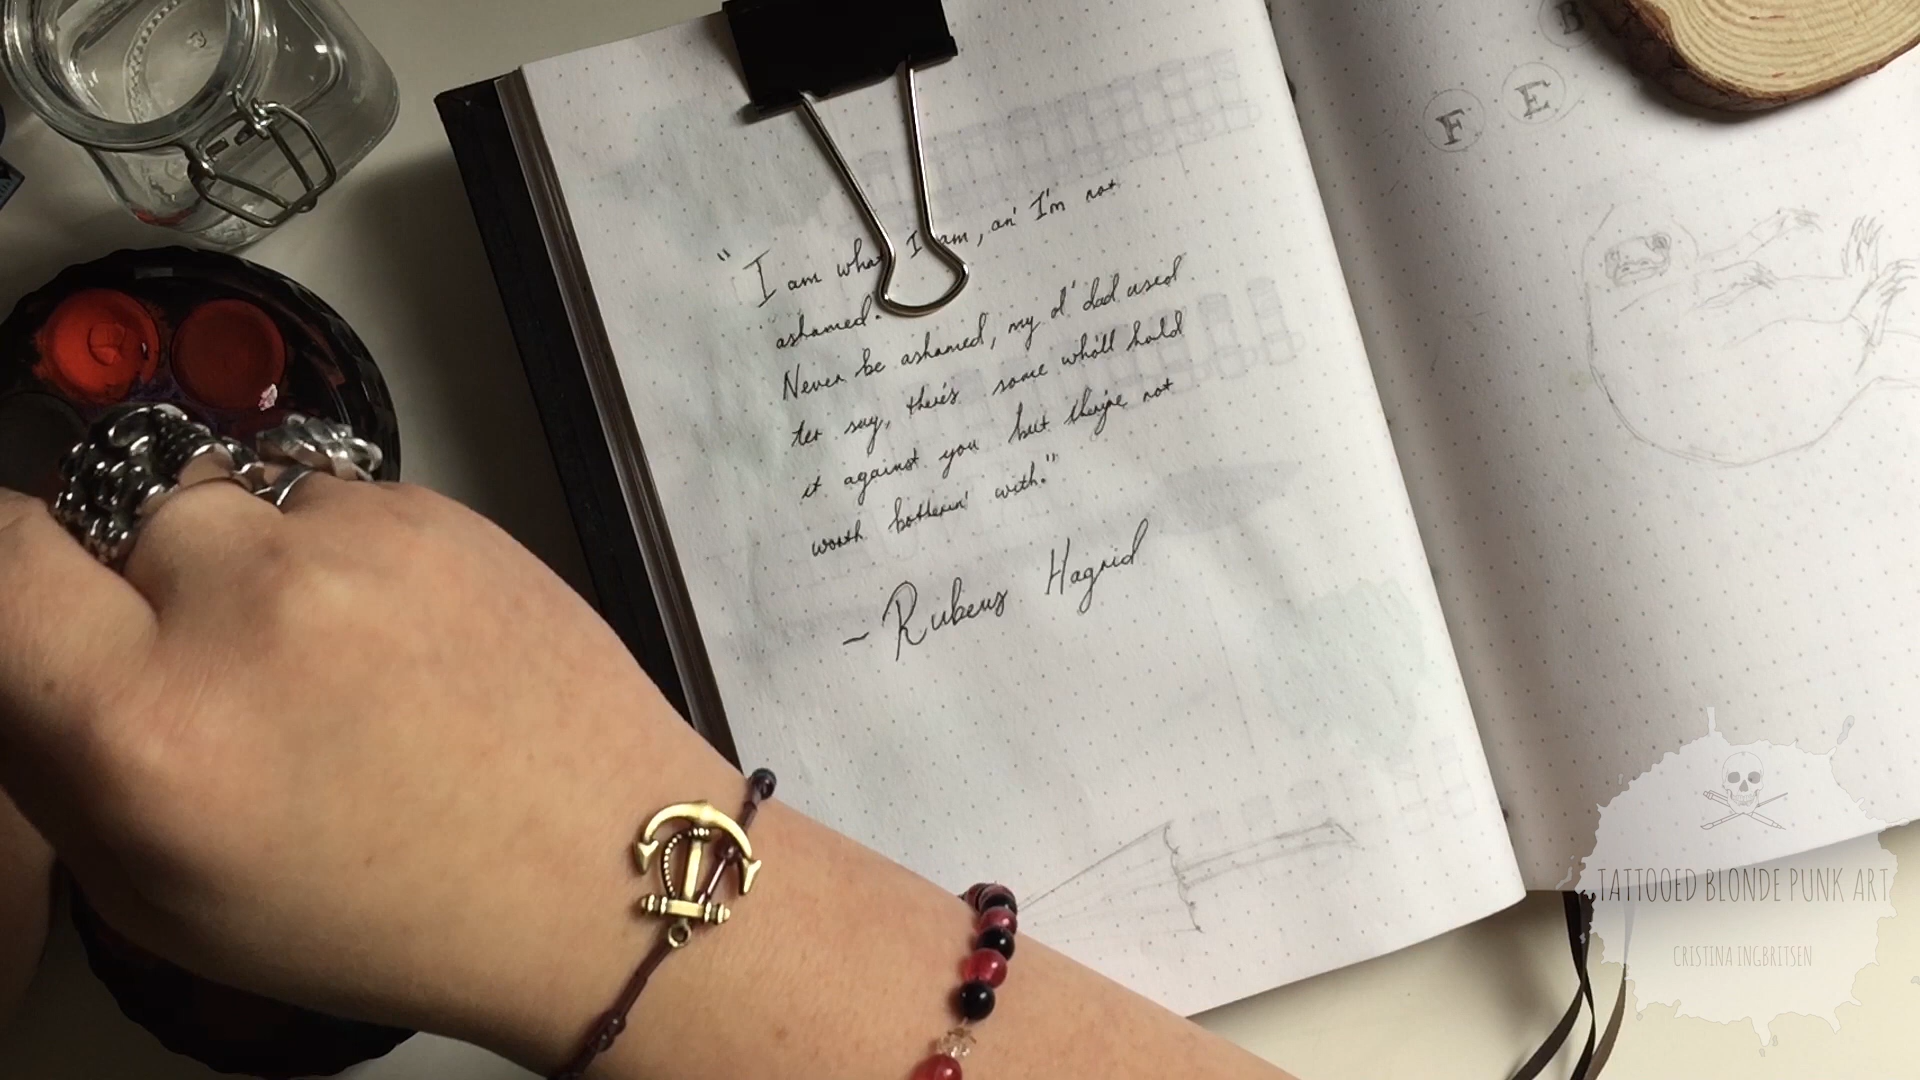 "I am what I am, an' I'm not
ashamed.
Never be ashamed, my ol' dad used
ter say, there's some who'll hold
it against you but they're not
worth botherin' with."
~ Rubeus Hagrid
F E B
TATTOOED BLONDE PUNK ART
CRISTINA INGBRITSEN